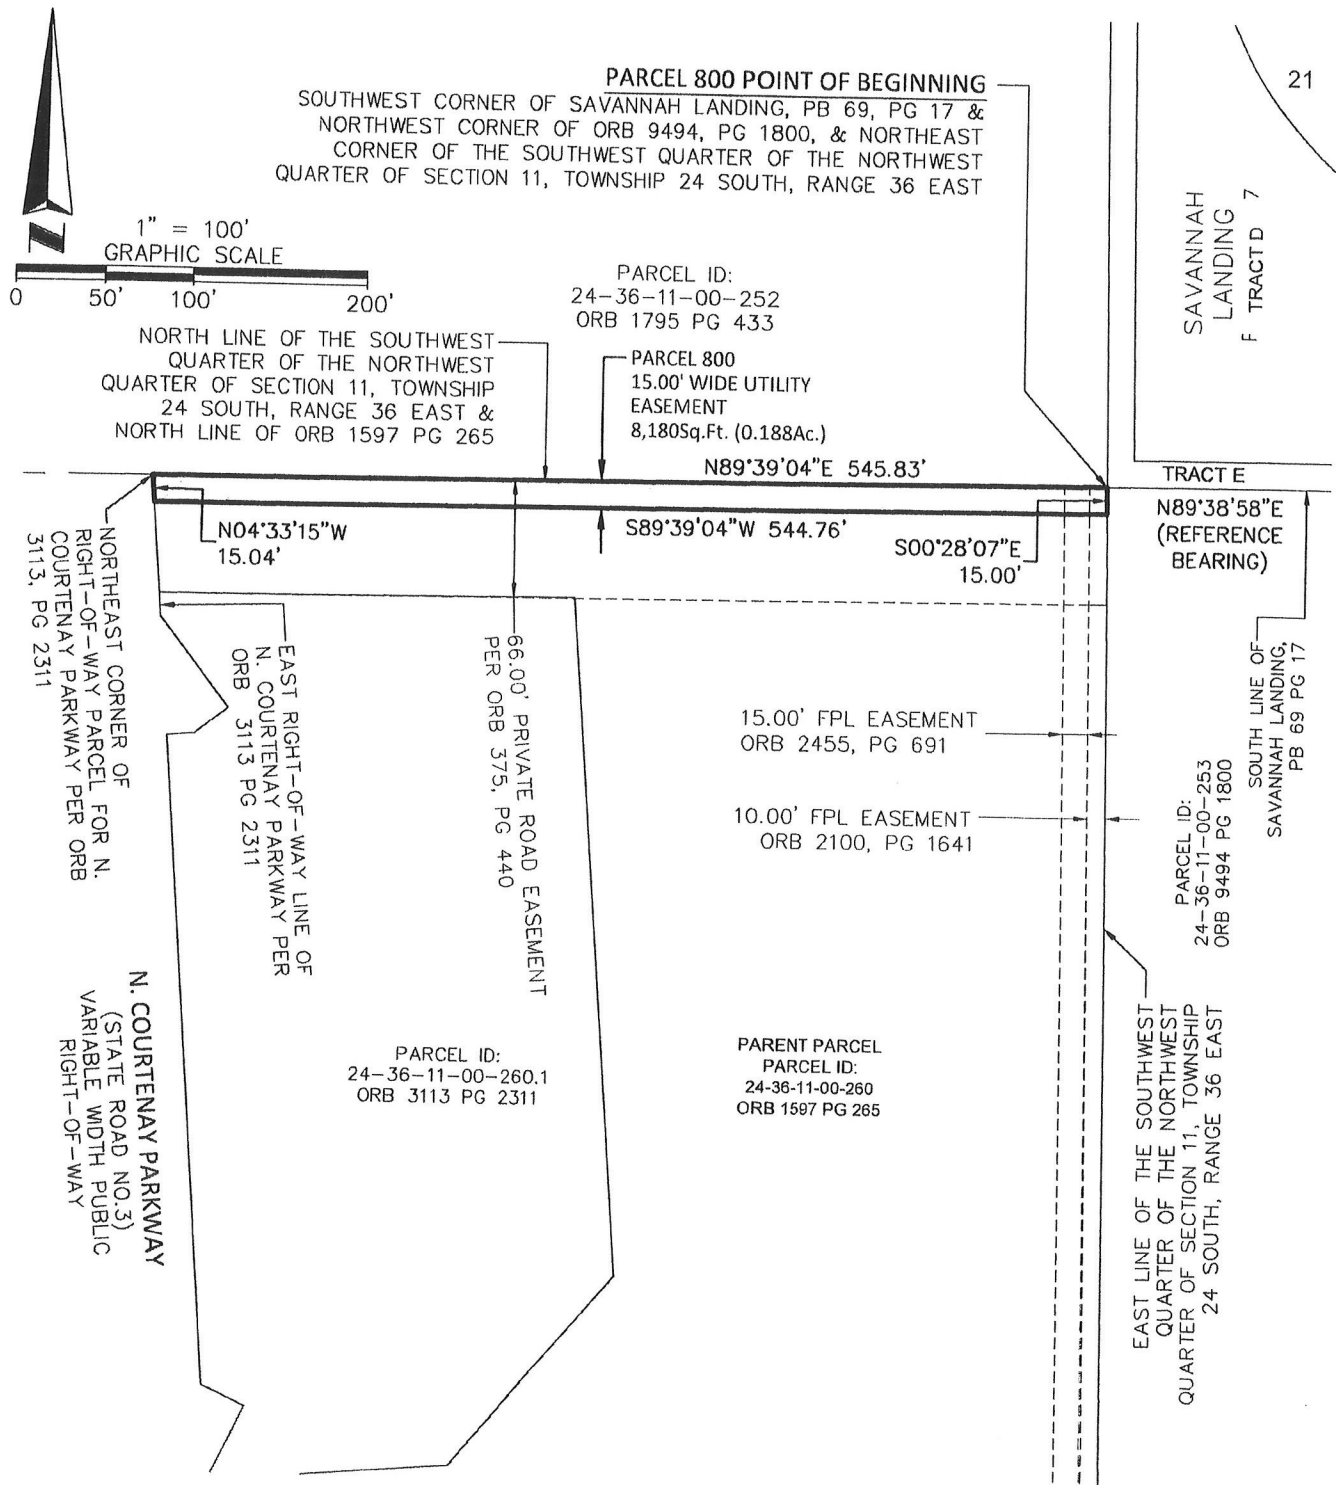 PARCEL 800 POINT OF BEGINNING
SOUTHWEST CORNER OF SAVANNAH LANDING, PB 69, PG 17 &
NORTHWEST CORNER OF ORB 9494, PG 1800, & NORTHEAST
CORNER OF THE SOUTHWEST QUARTER OF THE NORTHWEST
QUARTER OF SECTION 11, TOWNSHIP 24 SOUTH, RANGE 36 EAST
21
SAVANNAH
LANDING
F TRACT D 7
N
1" = 100'
GRAPHIC SCALE
0 50' 100' 200'
PARCEL ID:
24-36-11-00-252
ORB 1795 PG 433
NORTH LINE OF THE SOUTHWEST
QUARTER OF THE NORTHWEST
QUARTER OF SECTION 11, TOWNSHIP
24 SOUTH, RANGE 36 EAST &
NORTH LINE OF ORB 1597 PG 265
PARCEL 800
15.00' WIDE UTILITY
EASEMENT
8,180Sq.Ft. (0.188Ac.)
N89°39'04"E 545.83'
TRACT E
N89°38'58"E
(REFERENCE
BEARING)
N04°33'15"W
15.04'
S89°39'04"W 544.76'
S00°28'07"E
15.00'
NORTHEAST CORNER OF
RIGHT-OF-WAY PARCEL FOR N.
COURTENAY PARKWAY PER ORB
3113, PG 2311
EAST RIGHT-OF-WAY LINE OF
N. COURTENAY PARKWAY PER
ORB 3113 PG 2311
66.00' PRIVATE ROAD EASEMENT
PER ORB 375, PG 440
15.00' FPL EASEMENT
ORB 2455, PG 691
10.00' FPL EASEMENT
ORB 2100, PG 1641
SOUTH LINE OF
SAVANNAH LANDING,
PB 69 PG 17
PARCEL ID:
24-36-11-00-253
ORB 9494 PG 1800
EAST LINE OF THE SOUTHWEST
QUARTER OF THE NORTHWEST
QUARTER OF SECTION 11, TOWNSHIP
24 SOUTH, RANGE 36 EAST
N. COURTENAY PARKWAY
(STATE ROAD NO.3)
VARIABLE WIDTH PUBLIC
RIGHT-OF-WAY
PARCEL ID:
24-36-11-00-260.1
ORB 3113 PG 2311
PARENT PARCEL
PARCEL ID:
24-36-11-00-260
ORB 1597 PG 265